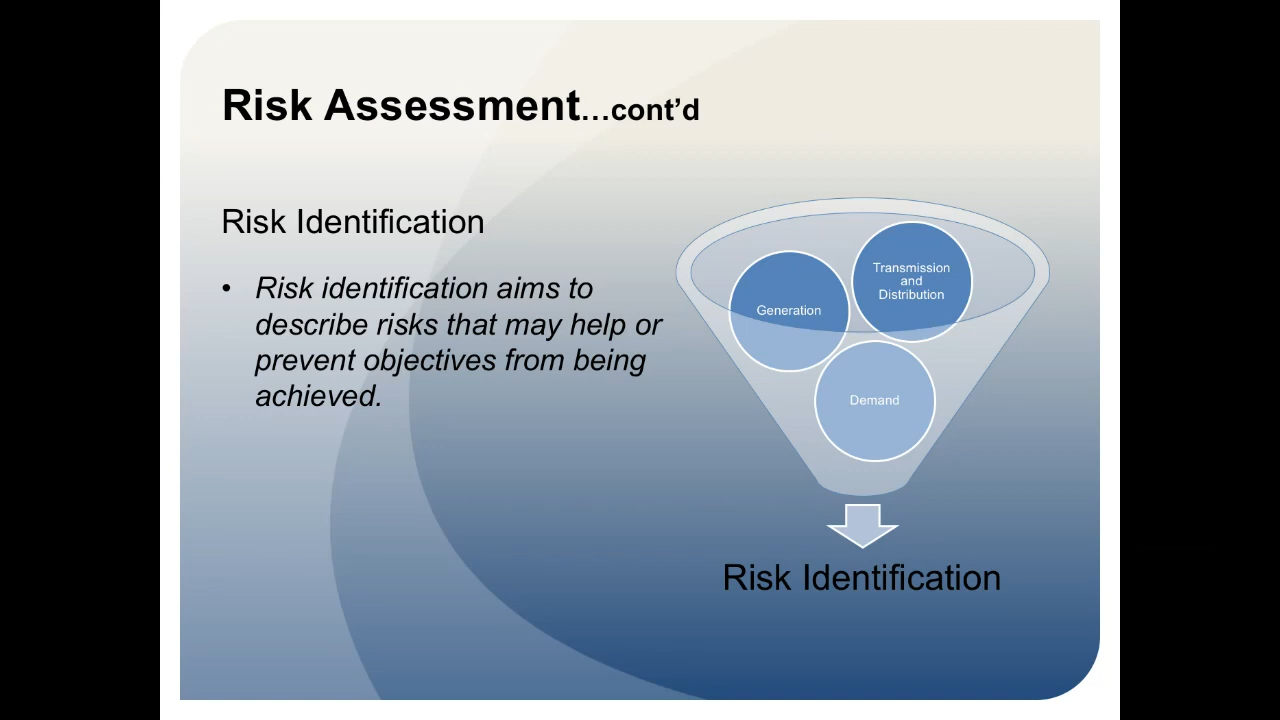 Risk Assessment…cont’d
Risk Identification
• Risk identification aims to
describe risks that may help or
prevent objectives from being
achieved.
Transmission
and
Distribution
Generation
Demand
Risk Identification